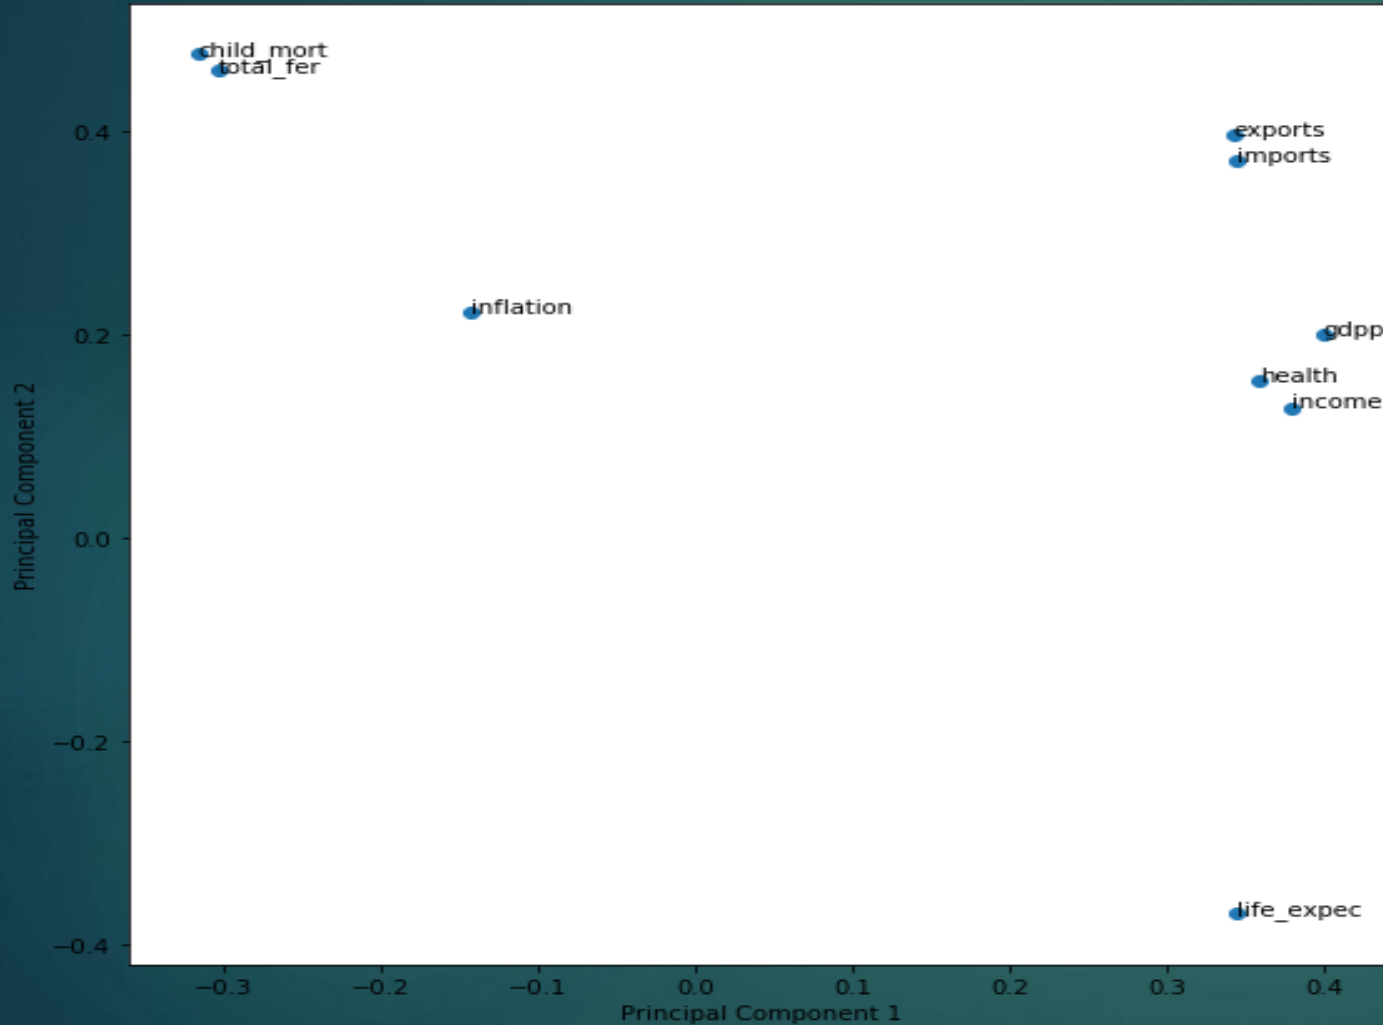 child_mort
total_fer
0.4
exports
imports
inflation
0.2
gdpp
health
income
Principal Component 2
0.0
−0.2
life_expec
−0.4
−0.3 −0.2 −0.1 0.0 0.1 0.2 0.3 0.4
Principal Component 1